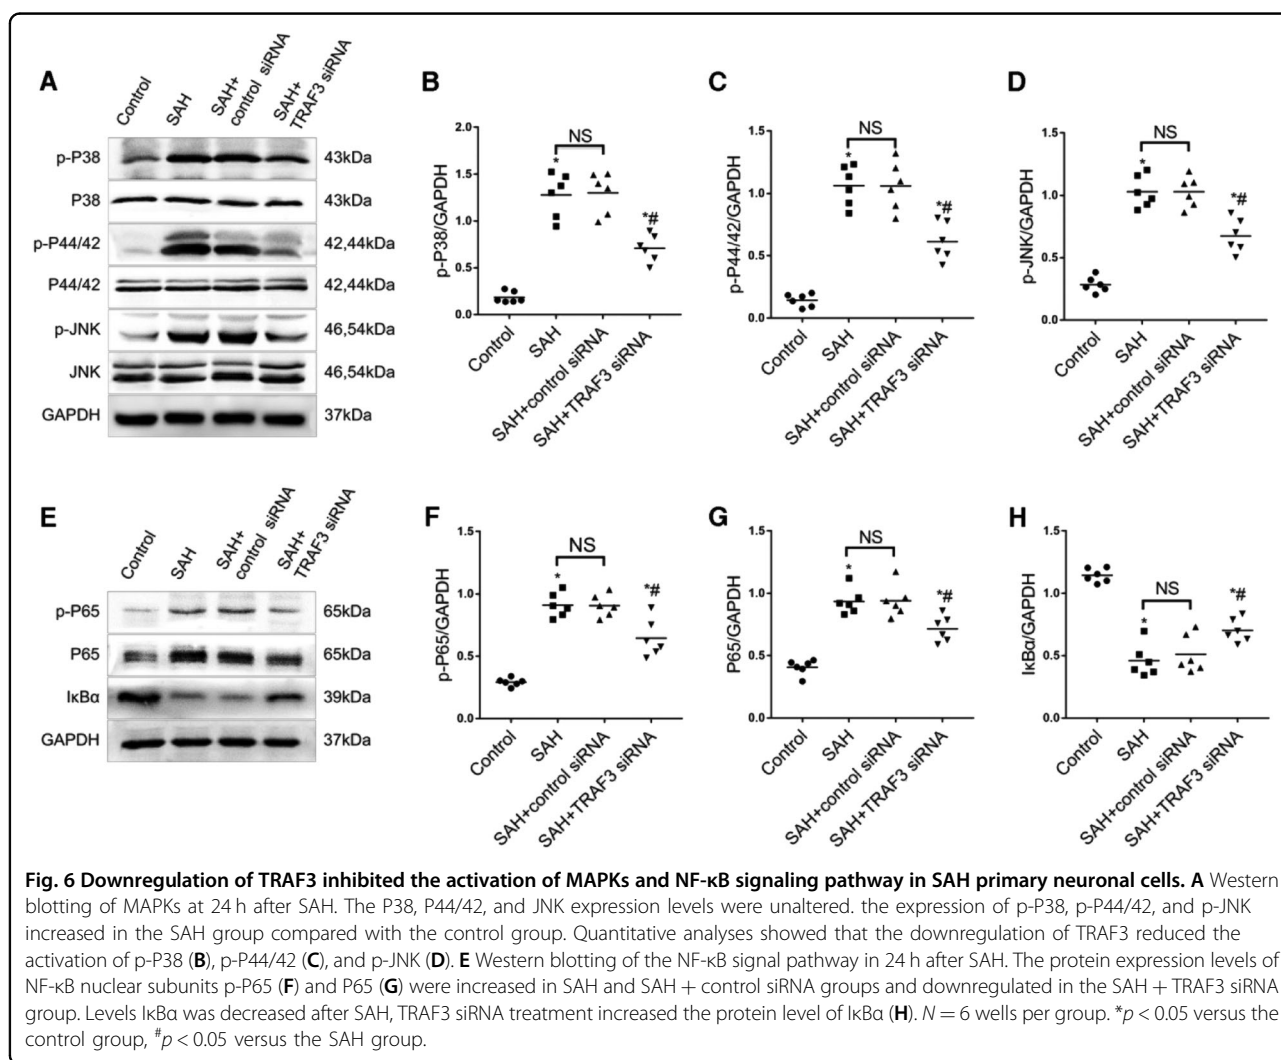 A
Control
SAH
SAH+
control siRNA
SAH+
TRAF3 siRNA
p-P38
43kDa
P38
43kDa
p-P44/42
42,44kDa
P44/42
42,44kDa
p-JNK
46,54kDa
JNK
46,54kDa
GAPDH
37kDa
B
p-P38/GAPDH
2.0
1.5
1.0
0.5
0.0
NS
*
*#
Control
SAH
SAH+control siRNA
SAH+TRAF3 siRNA
C
p-P44/42/GAPDH
1.5
1.0
0.5
0.0
NS
*
*#
Control
SAH
SAH+control siRNA
SAH+TRAF3 siRNA
D
p-JNK/GAPDH
1.5
1.0
0.5
0.0
NS
*
*#
Control
SAH
SAH+control siRNA
SAH+TRAF3 siRNA
E
Control
SAH
SAH+
control siRNA
SAH+
TRAF3 siRNA
p-P65
65kDa
P65
65kDa
IκBα
39kDa
GAPDH
37kDa
F
p-P65/GAPDH
1.5
1.0
0.5
0.0
NS
*
*#
Control
SAH
SAH+control siRNA
SAH+TRAF3 siRNA
G
P65/GAPDH
1.5
1.0
0.5
0.0
NS
*
*#
Control
SAH
SAH+control siRNA
SAH+TRAF3 siRNA
H
IκBα/GAPDH
1.5
1.0
0.5
0.0
NS
*
*#
Control
SAH
SAH+control siRNA
SAH+TRAF3 siRNA
Fig. 6 Downregulation of TRAF3 inhibited the activation of MAPKs and NF-κB signaling pathway in SAH primary neuronal cells. A Western
blotting of MAPKs at 24 h after SAH. The P38, P44/42, and JNK expression levels were unaltered. the expression of p-P38, p-P44/42, and p-JNK
increased in the SAH group compared with the control group. Quantitative analyses showed that the downregulation of TRAF3 reduced the
activation of p-P38 (B), p-P44/42 (C), and p-JNK (D). E Western blotting of the NF-κB signal pathway in 24 h after SAH. The protein expression levels of
NF-κB nuclear subunits p-P65 (F) and P65 (G) were increased in SAH and SAH + control siRNA groups and downregulated in the SAH + TRAF3 siRNA
group. Levels IκBα was decreased after SAH, TRAF3 siRNA treatment increased the protein level of IκBα (H). N = 6 wells per group. *p < 0.05 versus the
control group, #p < 0.05 versus the SAH group.